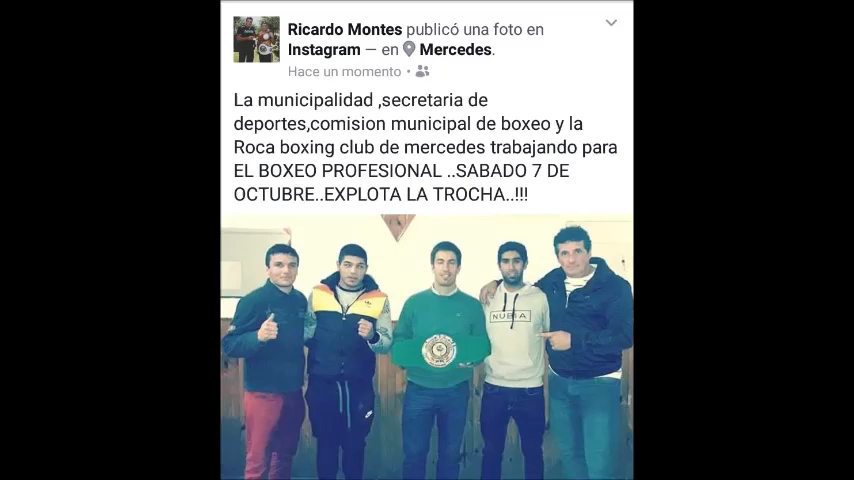 Ricardo Montes publicó una foto en
Instagram — en Mercedes.
Hace un momento •
La municipalidad ,secretaria de
deportes,comision municipal de boxeo y la
Roca boxing club de mercedes trabajando para
EL BOXEO PROFESIONAL ..SABADO 7 DE
OCTUBRE..EXPLOTA LA TROCHA..!!!
NUBIA